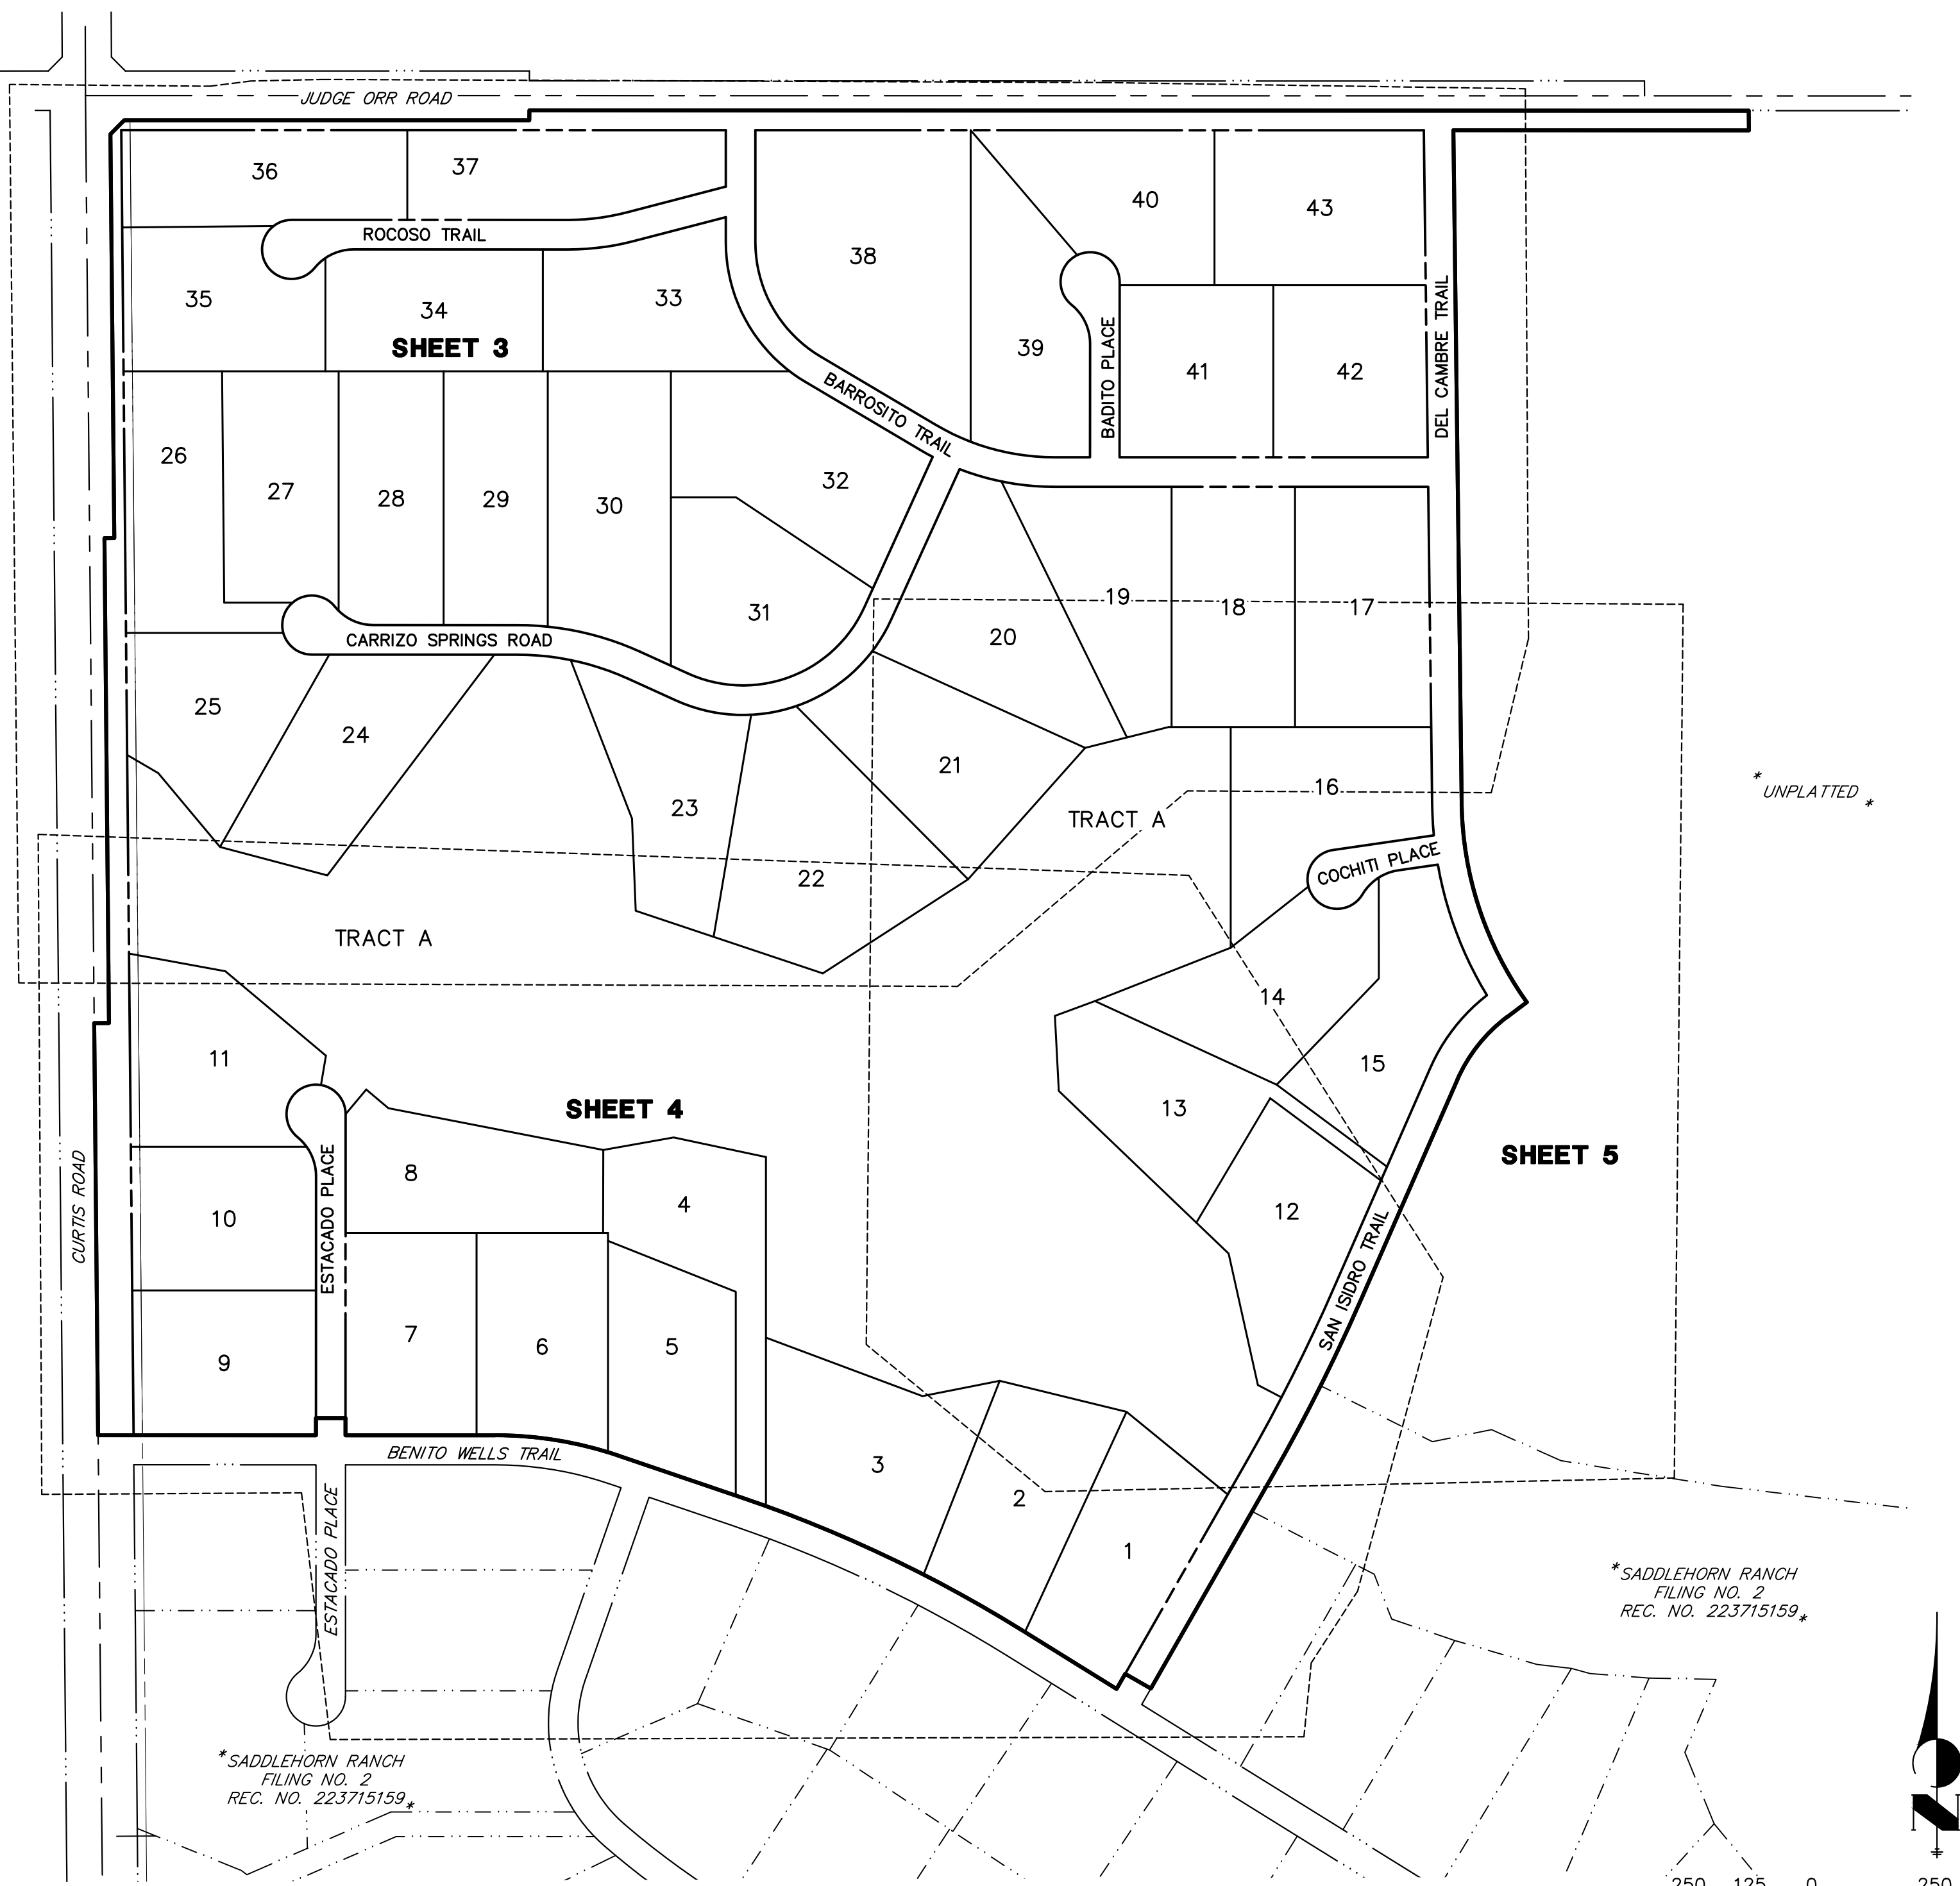 JUDGE ORR ROAD
36
37
40
43
ROCOSO TRAIL
38
35
34
33
SHEET 3
39
BADITO PLACE
41
42
DEL CAMBRE TRAIL
BARROSITO TRAIL
26
27
28
29
30
32
31
19
18
17
20
CARRIZO SPRINGS ROAD
25
24
23
21
22
16
TRACT A
*
UNPLATTED
*
COCHITI PLACE
TRACT A
14
15
13
12
11
SHEET 4
SHEET 5
CURTIS ROAD
ESTACADO PLACE
8
4
10
9
7
6
5
SAN ISIDRO TRAIL
BENITO WELLS TRAIL
3
2
1
ESTACADO PLACE
*SADDLEHORN RANCH
FILING NO. 2
REC. NO. 223715159*
*SADDLEHORN RANCH
FILING NO. 2
REC. NO. 223715159*
N
250 125 0 250